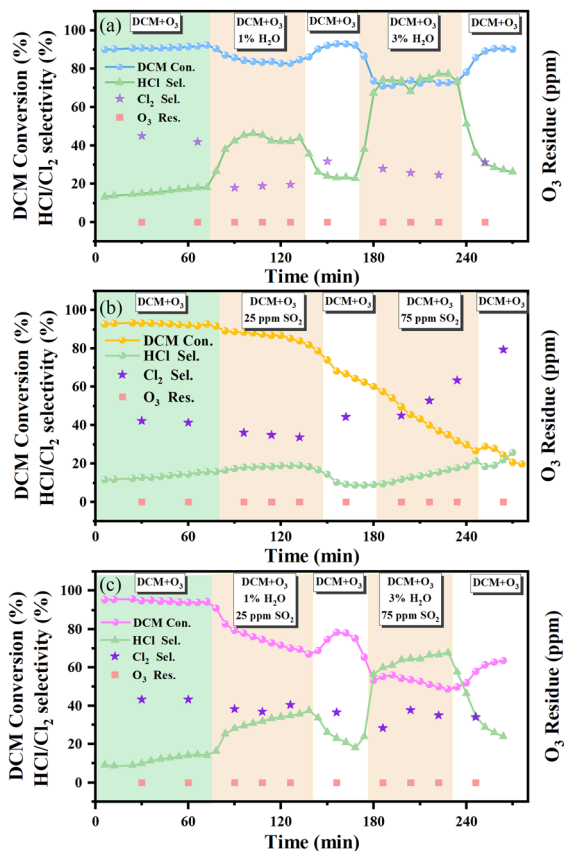 (a)
DCM+O₃
DCM+O₃
1% H₂O
DCM+O₃
DCM+O₃
3% H₂O
DCM+O₃
DCM Con.
HCl Sel.
Cl₂ Sel.
O₃ Res.
DCM Conversion (%)
HCl/Cl₂ selectivity (%)
O₃ Residue (ppm)
100
80
60
40
20
0
0 60 120 180 240
Time (min)
(b)
DCM+O₃
DCM+O₃
25 ppm SO₂
DCM+O₃
DCM+O₃
75 ppm SO₂
DCM+O₃
DCM Con.
HCl Sel.
Cl₂ Sel.
O₃ Res.
DCM Conversion (%)
HCl/Cl₂ selectivity (%)
O₃ Residue (ppm)
100
80
60
40
20
0
0 60 120 180 240
Time (min)
(c)
DCM+O₃
DCM+O₃
1% H₂O
25 ppm SO₂
DCM+O₃
DCM+O₃
3% H₂O
75 ppm SO₂
DCM+O₃
DCM Con.
HCl Sel.
Cl₂ Sel.
O₃ Res.
DCM Conversion (%)
HCl/Cl₂ selectivity (%)
O₃ Residue (ppm)
100
80
60
40
20
0
0 60 120 180 240
Time (min)